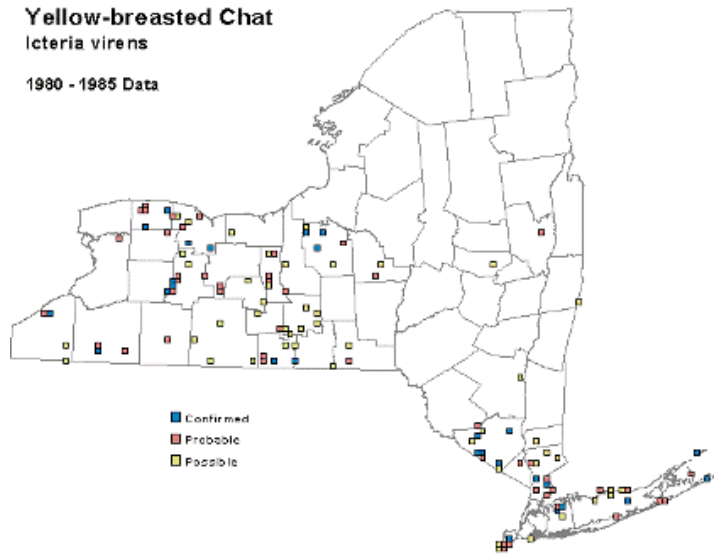 Yellow-breasted Chat
Icteria virens
1980 - 1985 Data
Confirmed
Probable
Possible